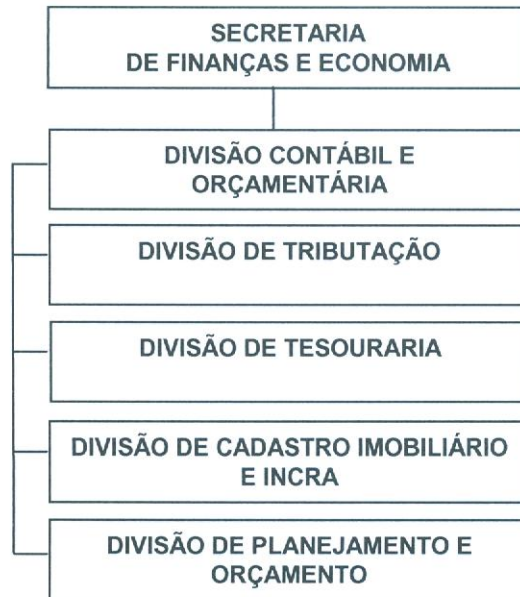 SECRETARIA
DE FINANÇAS E ECONOMIA
DIVISÃO CONTÁBIL E
ORÇAMENTÁRIA
DIVISÃO DE TRIBUTAÇÃO
DIVISÃO DE TESOURARIA
DIVISÃO DE CADASTRO IMOBILIÁRIO
E INCRA
DIVISÃO DE PLANEJAMENTO E
ORÇAMENTO